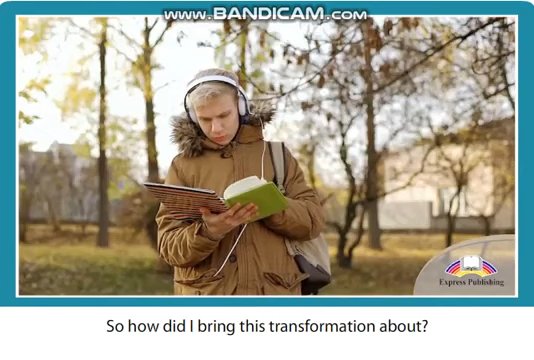 www.BANDICAM.com
Express Publishing
So how did I bring this transformation about?